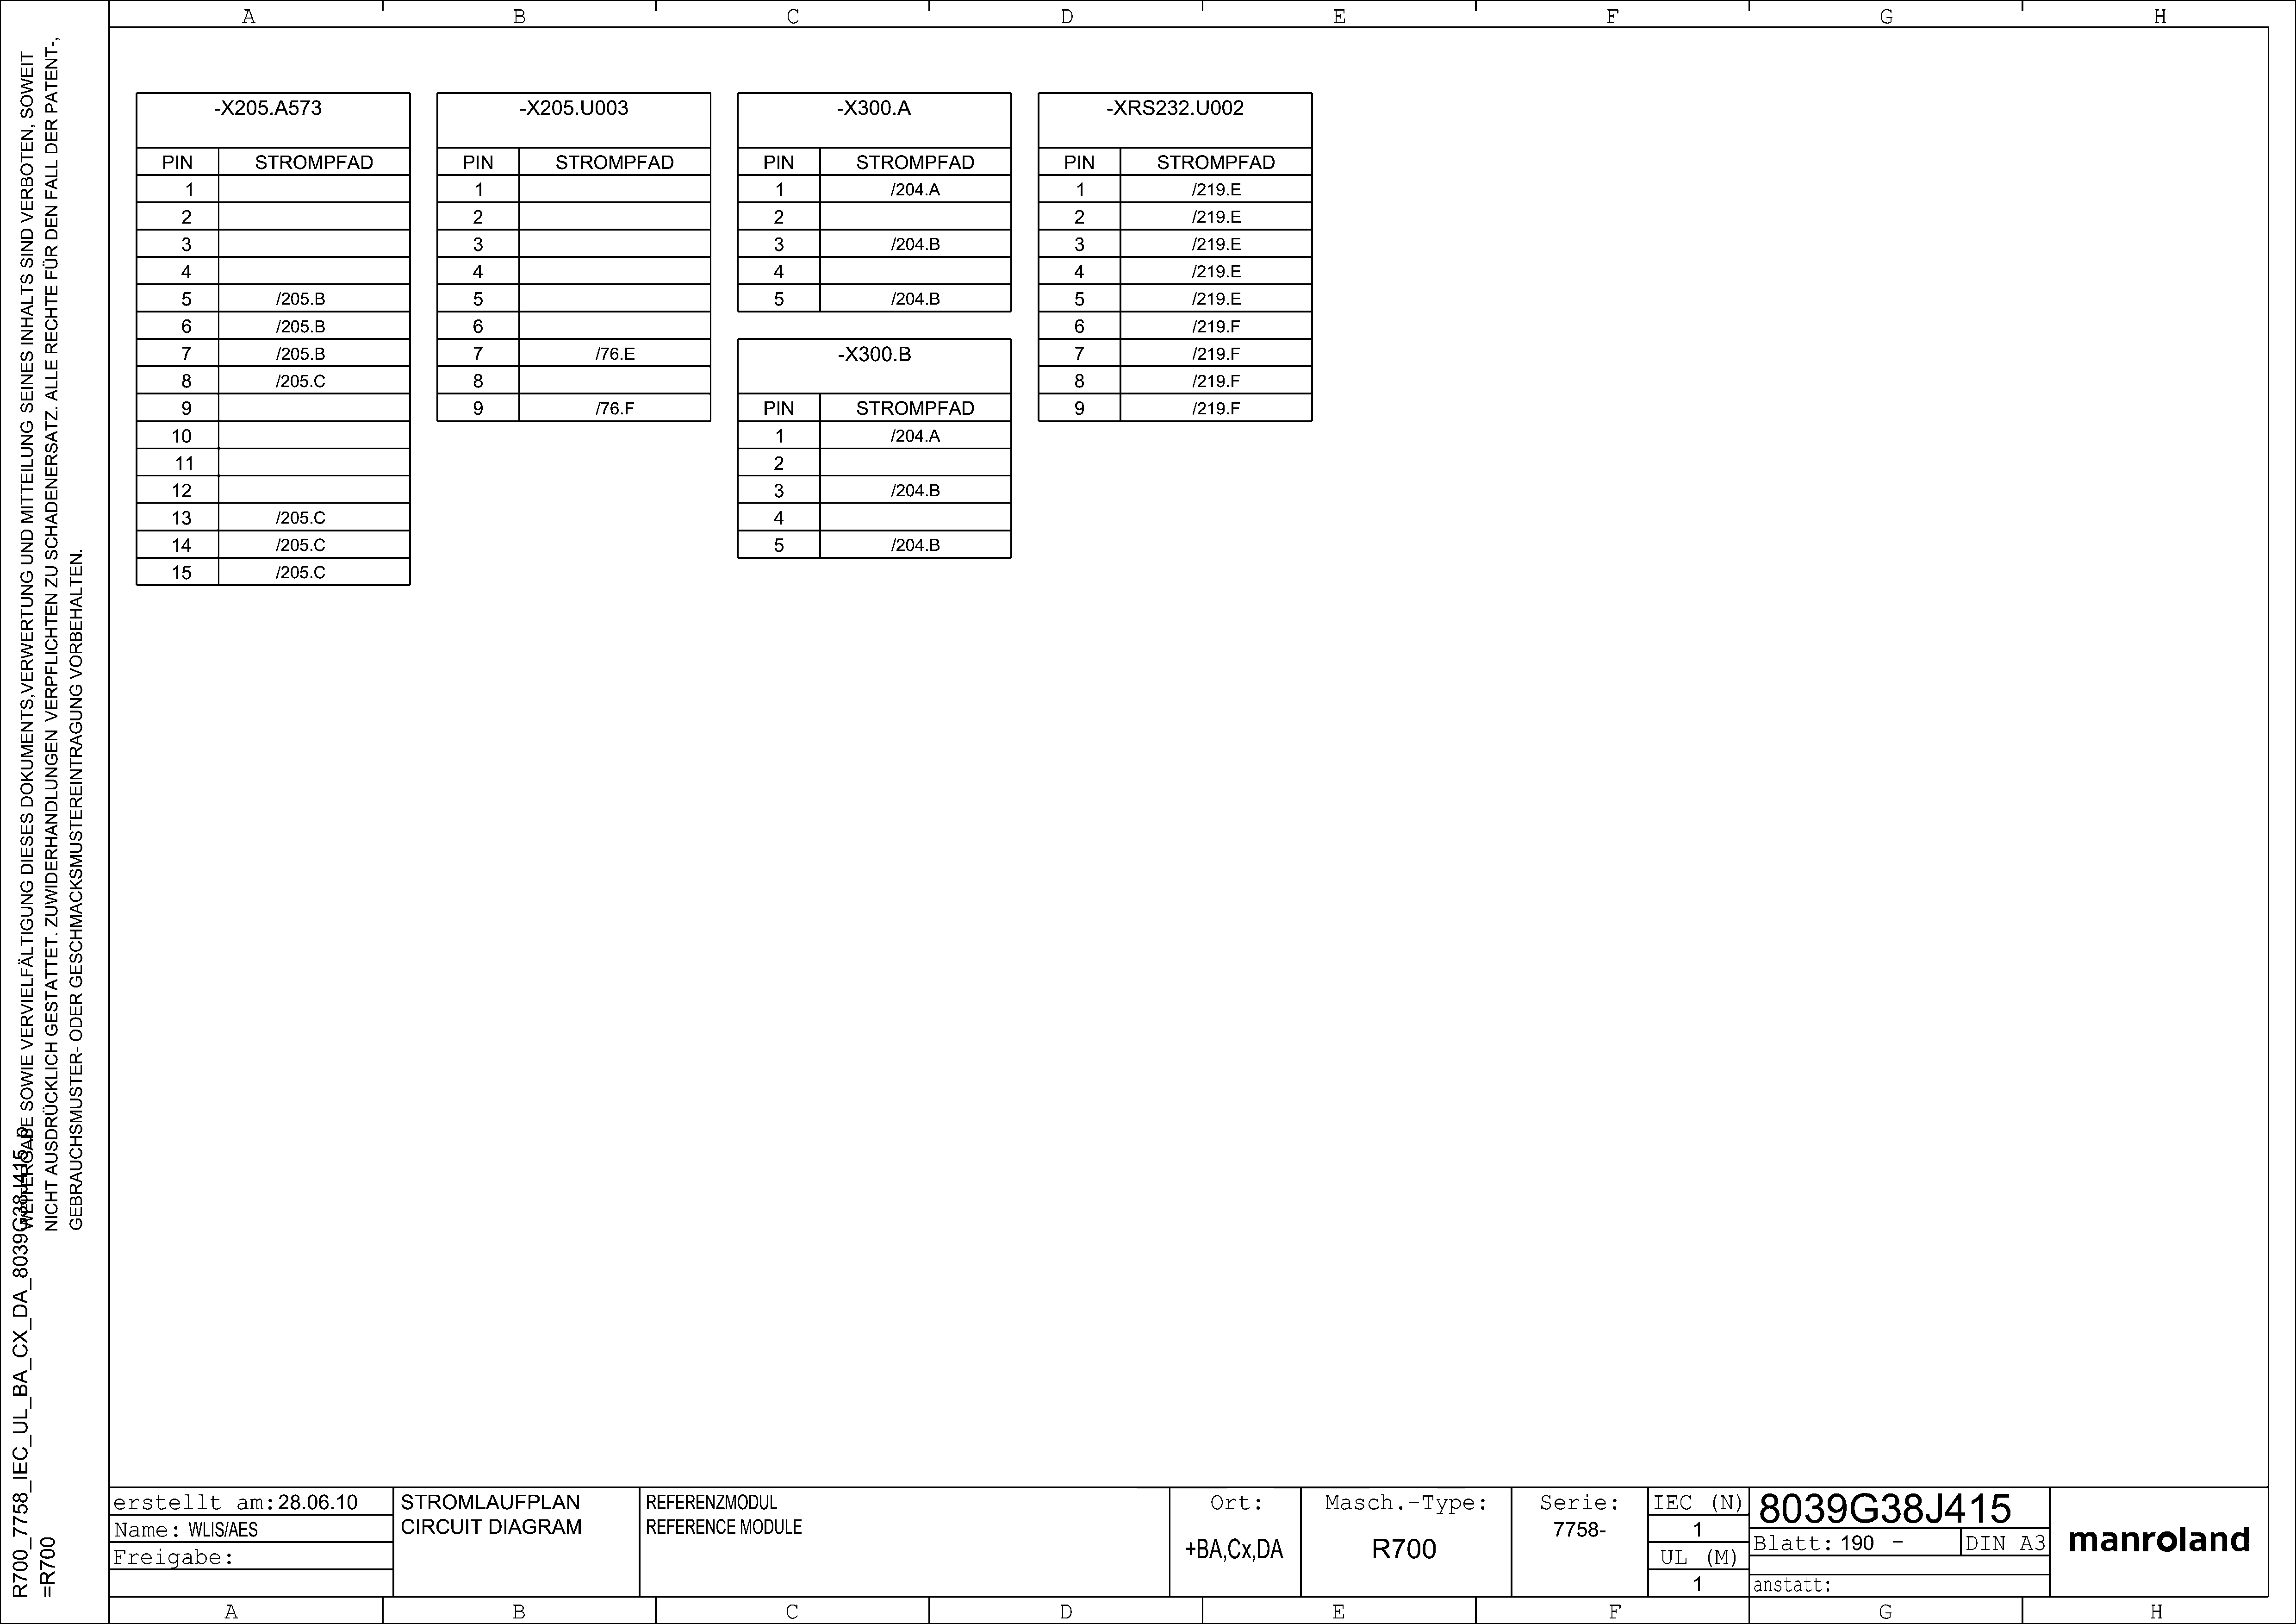 A B C D E F G H
WEITERGABE SOWIE VERVIELFÄLTIGUNG DIESES DOKUMENTS,VERWERTUNG UND MITTEILUNG SEINES INHALTS SIND VERBOTEN, SOWEIT
NICHT AUSDRÜCKLICH GESTATTET. ZUWIDERHANDLUNGEN VERPFLICHTEN ZU SCHADENERSATZ. ALLE RECHTE FÜR DEN FALL DER PATENT-,
GEBRAUCHSMUSTER- ODER GESCHMACKSMUSTEREINTRAGUNG VORBEHALTEN.
R700_7758_IEC_UL_BA_CX_DA_8039G38J415_p
=R700
-X205.A573
PIN STROMPFAD
1
2
3
4
5 /205.B
6 /205.B
7 /205.B
8 /205.C
9
10
11
12
13 /205.C
14 /205.C
15 /205.C
-X205.U003
PIN STROMPFAD
1
2
3
4
5
6
7 /76.E
8
9 /76.F
-X300.A
PIN STROMPFAD
1 /204.A
2
3 /204.B
4
5 /204.B
-X300.B
PIN STROMPFAD
1 /204.A
2
3 /204.B
4
5 /204.B
-XRS232.U002
PIN STROMPFAD
1 /219.E
2 /219.E
3 /219.E
4 /219.E
5 /219.E
6 /219.F
7 /219.F
8 /219.F
9 /219.F
erstellt am: 28.06.10
Name: WLIS/AES
Freigabe:
STROMLAUFPLAN
CIRCUIT DIAGRAM
REFERENZMODUL
REFERENCE MODULE
Ort:
+BA,Cx,DA
Masch.-Type:
R700
Serie:
7758-
IEC (N)
1
UL (M)
1
8039G38J415
Blatt: 190 - DIN A3
anstatt:
manroland
A B C D E F G H